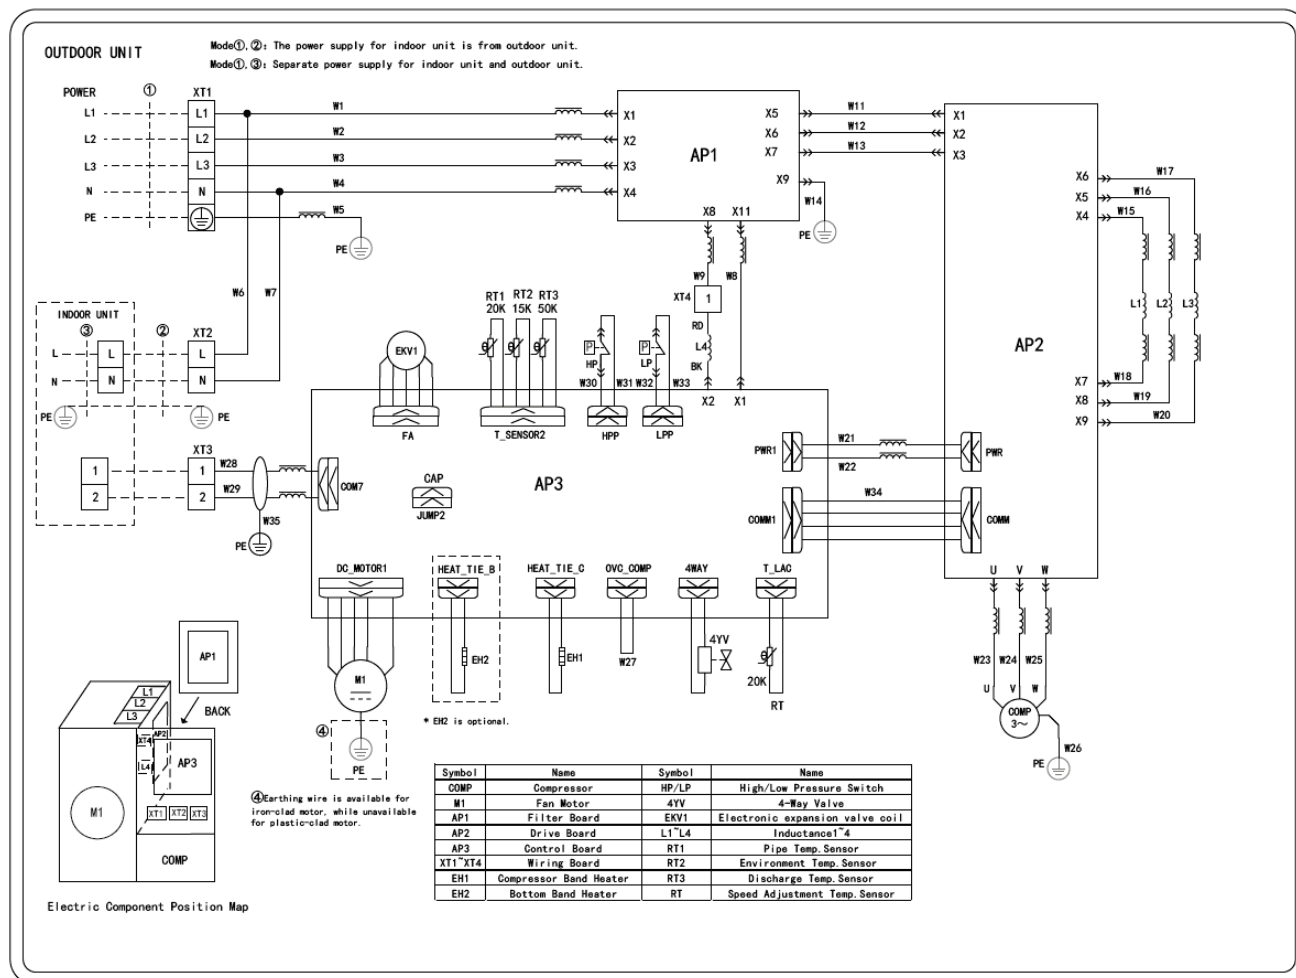 OUTDOOR UNIT
Mode①,②: The power supply for indoor unit is from outdoor unit.
Mode①,③: Separate power supply for indoor unit and outdoor unit.
POWER ① XT1
L1 L1 W1 X1 X5 W11 X1
L2 L2 W2 X2 X6 W12 X2
L3 L3 W3 X3 X7 W13 X3
AP1
N N W4 X4 X9 W14
PE W5 PE PE
X8 X11
X6 W17
X5 W16
X4 W15
W6 W7 W9 W8
XT4 1
RD
L4
BK
RT1 RT2 RT3
20K 15K 50K
L1 L2 L3
INDOOR UNIT
③ ② XT2
L L L
N N N
PE PE
EKV1
P HP P LP
W30 W31 W32 W33
X2 X1
AP2
X7 W18
X8 W19
X9 W20
FA T_SENSOR2 HPP LPP
PWR1 W21 W22 PWR
XT3
1 1 W28
2 2 W29
COM7
W35
PE
CAP
JUMP2
AP3
COMM1 W34 COMM
DC_MOTOR1 HEAT_TIE_B HEAT_TIE_C OVC_COMP 4WAY T_LAC
U V W
M1
EH2 EH1 W27 4YV 20K RT
W23 W24 W25
U V W
COMP
3~
W26
PE
* EH2 is optional.
④
PE
④Earthing wire is available for
iron-clad motor, while unavailable
for plastic-clad motor.
AP1
BACK
L1
L2
L3
XT4 AP2
L4
AP3
M1
XT1 XT2 XT3
COMP
Electric Component Position Map
Symbol Name Symbol Name
COMP Compressor HP/LP High/Low Pressure Switch
M1 Fan Motor 4YV 4-Way Valve
AP1 Filter Board EKV1 Electronic expansion valve coil
AP2 Drive Board L1~L4 Inductance1~4
AP3 Control Board RT1 Pipe Temp.Sensor
XT1~XT4 Wiring Board RT2 Environment Temp.Sensor
EH1 Compressor Band Heater RT3 Discharge Temp.Sensor
EH2 Bottom Band Heater RT Speed Adjustment Temp.Sensor